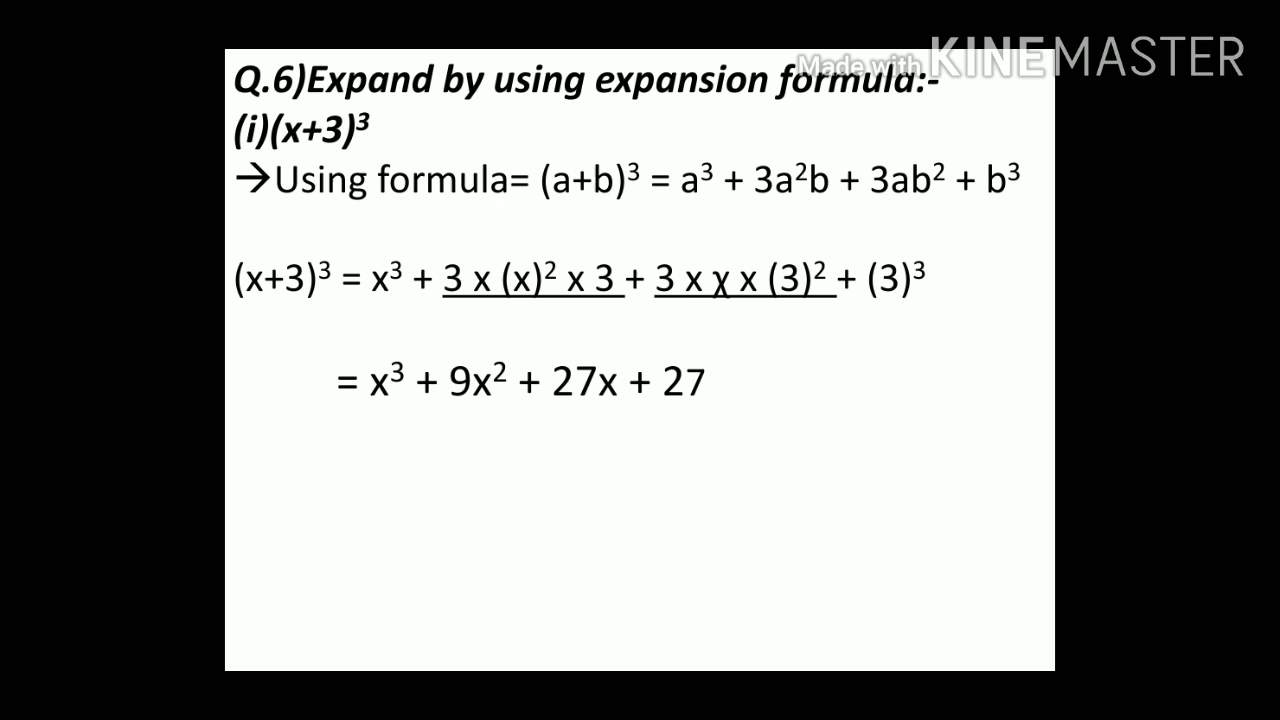 Made with KINEMASTER
Q.6)Expand by using expansion formula:-
(i)(x+3)³
→Using formula= (a+b)³ = a³ + 3a²b + 3ab² + b³
(x+3)³ = x³ + 3 x (x)² x 3 + 3 x χ x (3)² + (3)³
= x³ + 9x² + 27x + 27